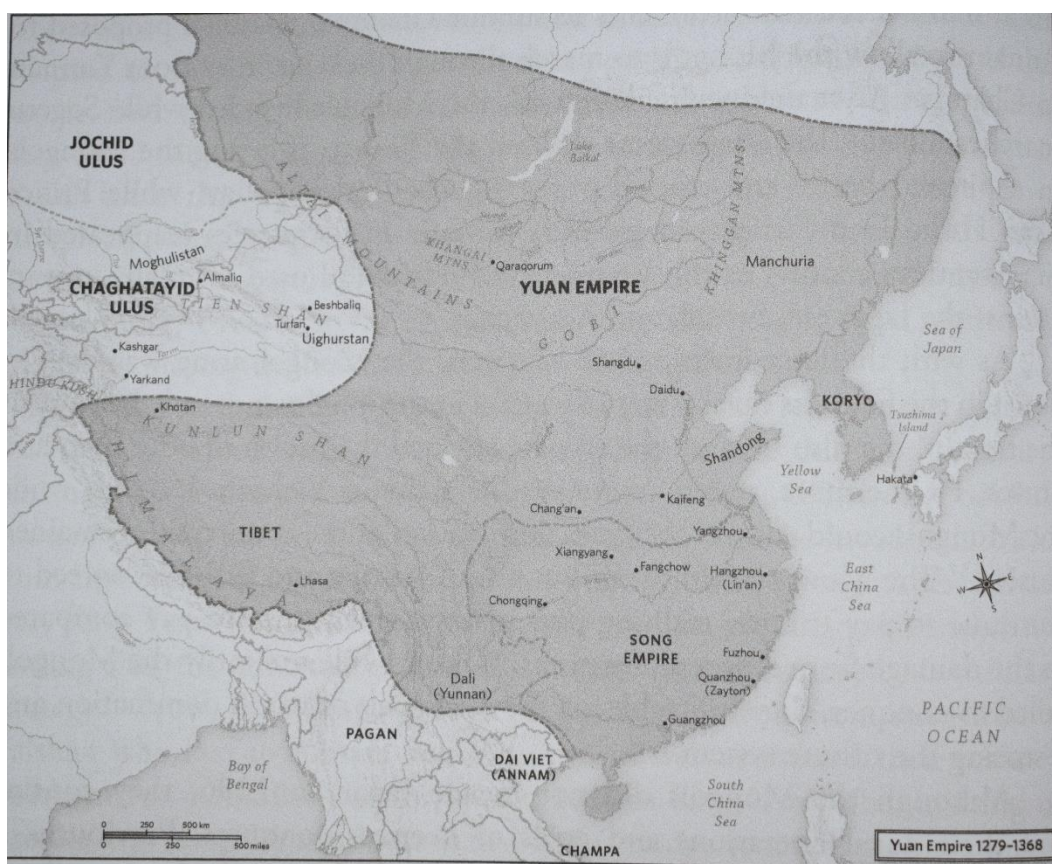 JOCHID
ULUS
Lake
Baikal
ALTAI MOUNTAINS
KHINGGAN MTNS.
Moghulistan
KHANGAI
MTNS.
Qaraqorum
Manchuria
Almaliq
CHAGHATAYID
ULUS
TIEN SHAN
YUAN EMPIRE
Beshbaliq
Turfan
Uighurstan
GOBI
Sea of
Japan
Kashgar
Shangdu
Yarkand
HINDU KUSH
Daidu
KORYO
Khotan
Tsushima
Island
KUNLUN SHAN
Shandong
Hakata
Yellow
Sea
Kaifeng
Chang'an
HIMALAYA
TIBET
Yangzhou
Xiangyang
Fangchow
Hangzhou
(Lin'an)
East
China
Sea
N
W
E
S
Lhasa
Chongqing
SONG
EMPIRE
Fuzhou
Dali
(Yunnan)
Quanzhou
(Zayton)
PACIFIC
OCEAN
Guangzhou
PAGAN
DAI VIET
(ANNAM)
Bay of
Bengal
South
China
Sea
0 250 500 km
0 250 500 miles
CHAMPA
Yuan Empire 1279–1368